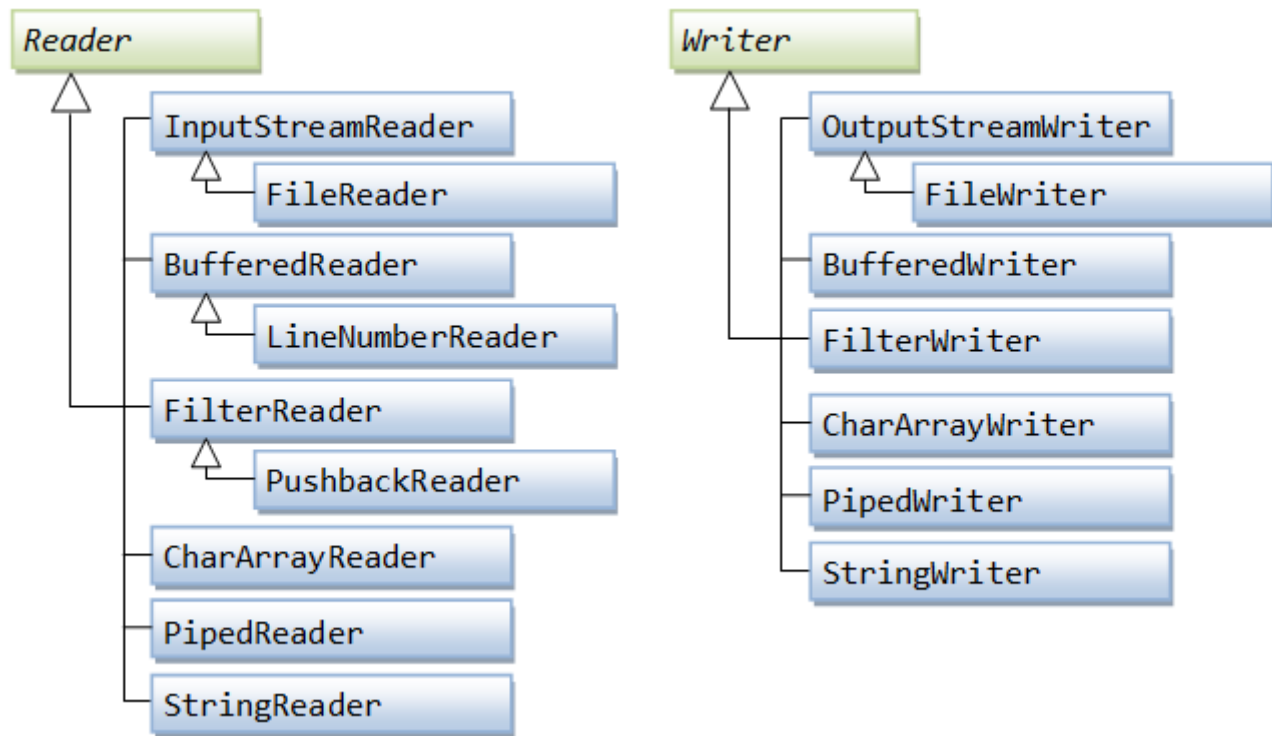 Reader
InputStreamReader
FileReader
BufferedReader
LineNumberReader
FilterReader
PushbackReader
CharArrayReader
PipedReader
StringReader
Writer
OutputStreamWriter
FileWriter
BufferedWriter
FilterWriter
CharArrayWriter
PipedWriter
StringWriter